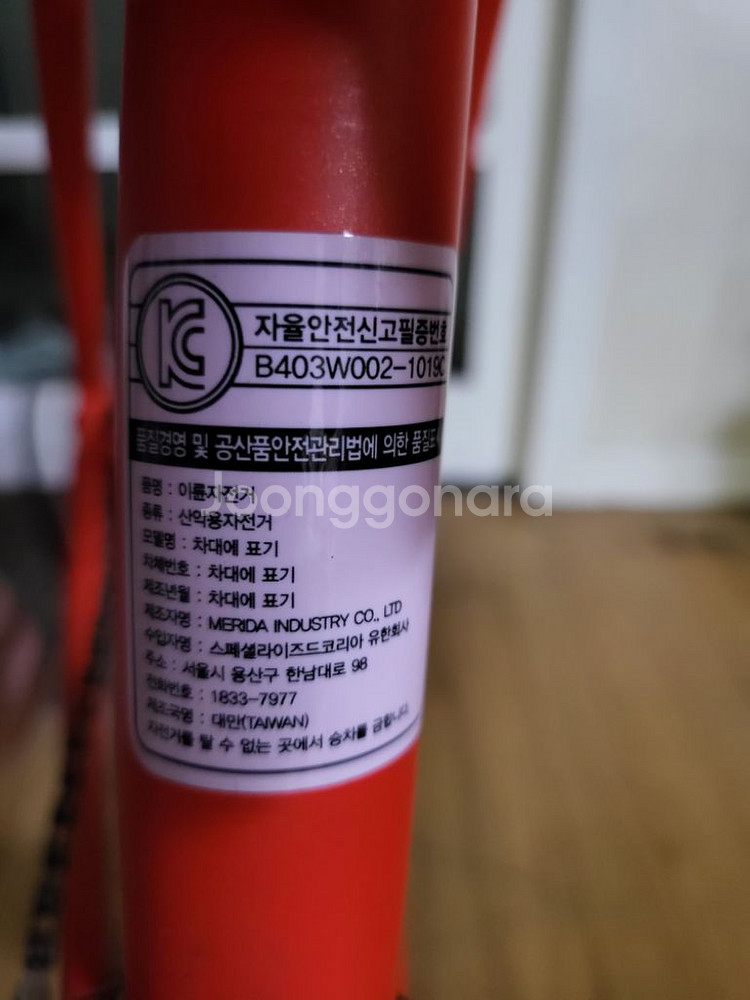 KC
자율안전신고필증번호
B403W002-1019C
품질경영 및 공산품안전관리법에 의한 품질표
품명 : 이륜자전거
Joonggonara
종류 : 산악용자전거
모델명 : 차대에 표기
차체번호 : 차대에 표기
제조년월 : 차대에 표기
제조자명 : MERIDA INDUSTRY CO., LTD
수입자명 : 스페셜라이즈드코리아 유한회사
주소 : 서울시 용산구 한남대로 98
전화번호 : 1833-7977
제조국명 : 대만(TAIWAN)
자전거를 탈 수 없는 곳에서 승차를 금합니다.